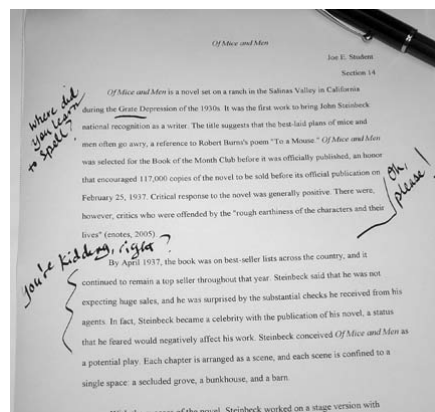 Of Mice and Men
Joe E. Student
Section 14
Of Mice and Men is a novel set on a ranch in the Salinas Valley in California
during the Grate Depression of the 1930s. It was the first work to bring John Steinbeck
national recognition as a writer. The title suggests that the best-laid plans of mice and
men often go awry, a reference to Robert Burns's poem "To a Mouse." Of Mice and Men
was selected for the Book of the Month Club before it was officially published, an honor
that encouraged 117,000 copies of the novel to be sold before its official publication on
February 25, 1937. Critical response to the novel was generally positive. There were,
however, critics who were offended by the "rough earthiness of the characters and their
lives" (enotes, 2005).
By April 1937, the book was on best-seller lists across the country, and it
continued to remain a top seller throughout that year. Steinbeck said that he was not
expecting huge sales, and he was surprised by the substantial checks he received from his
agents. In fact, Steinbeck became a celebrity with the publication of his novel, a status
that he feared would negatively affect his work. Steinbeck conceived Of Mice and Men as
a potential play. Each chapter is arranged as a scene, and each scene is confined to a
single space: a secluded grove, a bunkhouse, and a barn.
of the novel, Steinbeck worked on a stage version with
where did
you learn
to spell?
Oh,
please!
You're kidding, right?